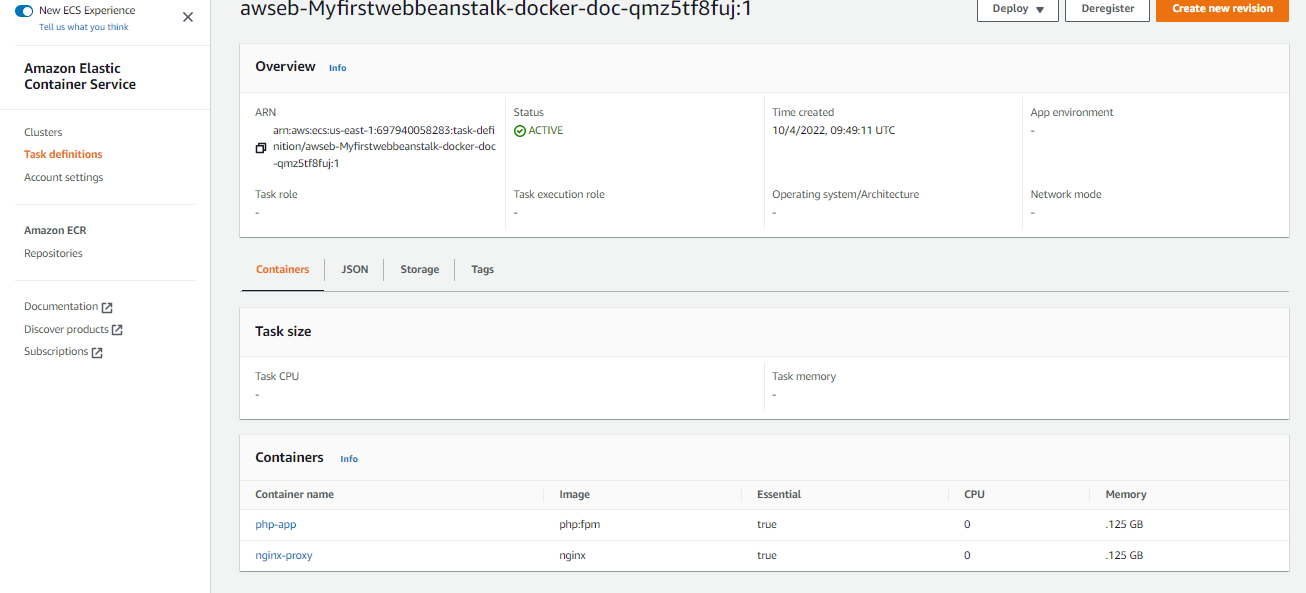 New ECS Experience
Tell us what you think
Amazon Elastic
Container Service
Clusters
Task definitions
Account settings
Amazon ECR
Repositories
Documentation
Discover products
Subscriptions
awseb-Myfirstwebbeanstalk-docker-doc-qmz5tf8fuj:1
Deploy
Deregister
Create new revision
Overview Info
ARN
arn:aws:ecs:us-east-1:697940058283:task-defi
nition/awseb-Myfirstwebbeanstalk-docker-doc
-qmz5tf8fuj:1
Status
ACTIVE
Time created
10/4/2022, 09:49:11 UTC
App environment
-
Task role
-
Task execution role
-
Operating system/Architecture
-
Network mode
-
Containers JSON Storage Tags
Task size
Task CPU
-
Task memory
-
Containers Info
Container name Image Essential CPU Memory
php-app php:fpm true 0 .125 GB
nginx-proxy nginx true 0 .125 GB